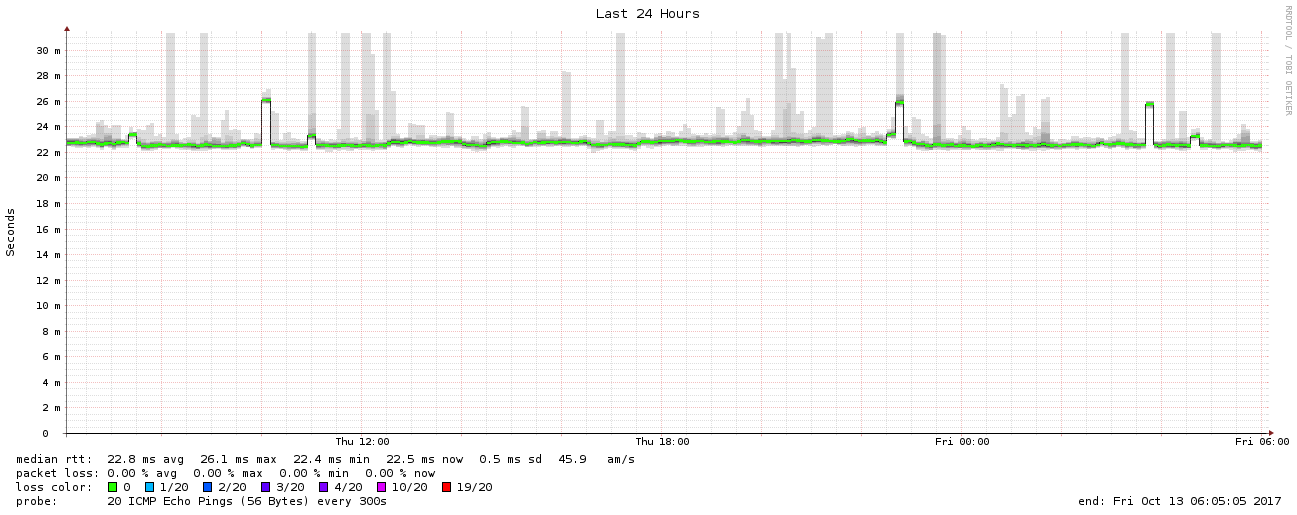 Last 24 Hours
RRDTOOL / TOBI OETIKER
Seconds
30 m
28 m
26 m
24 m
22 m
20 m
18 m
16 m
14 m
12 m
10 m
8 m
6 m
4 m
2 m
0
Thu 12:00 Thu 18:00 Fri 00:00 Fri 06:00
median rtt: 22.8 ms avg 26.1 ms max 22.4 ms min 22.5 ms now 0.5 ms sd 45.9 am/s
packet loss: 0.00 % avg 0.00 % max 0.00 % min 0.00 % now
loss color: 0 1/20 2/20 3/20 4/20 10/20 19/20
probe: 20 ICMP Echo Pings (56 Bytes) every 300s end: Fri Oct 13 06:05:05 2017